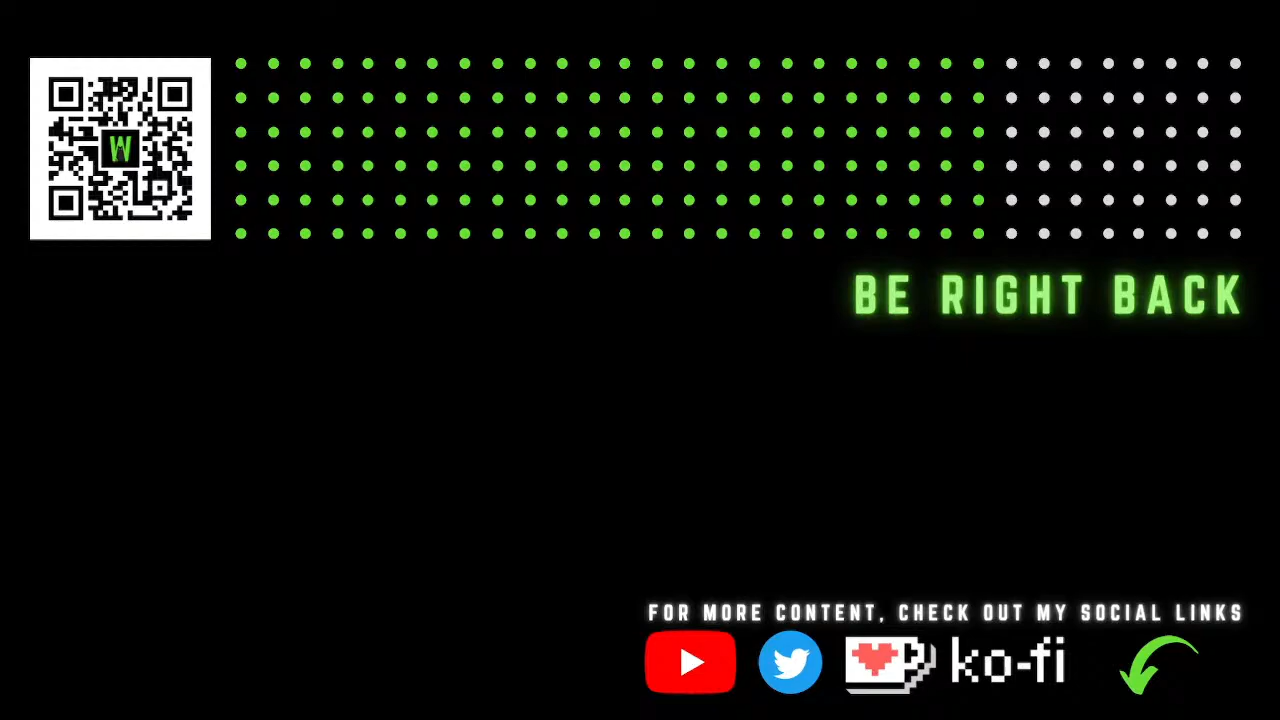 W
BE RIGHT BACK
FOR MORE CONTENT, CHECK OUT MY SOCIAL LINKS
ko-fi